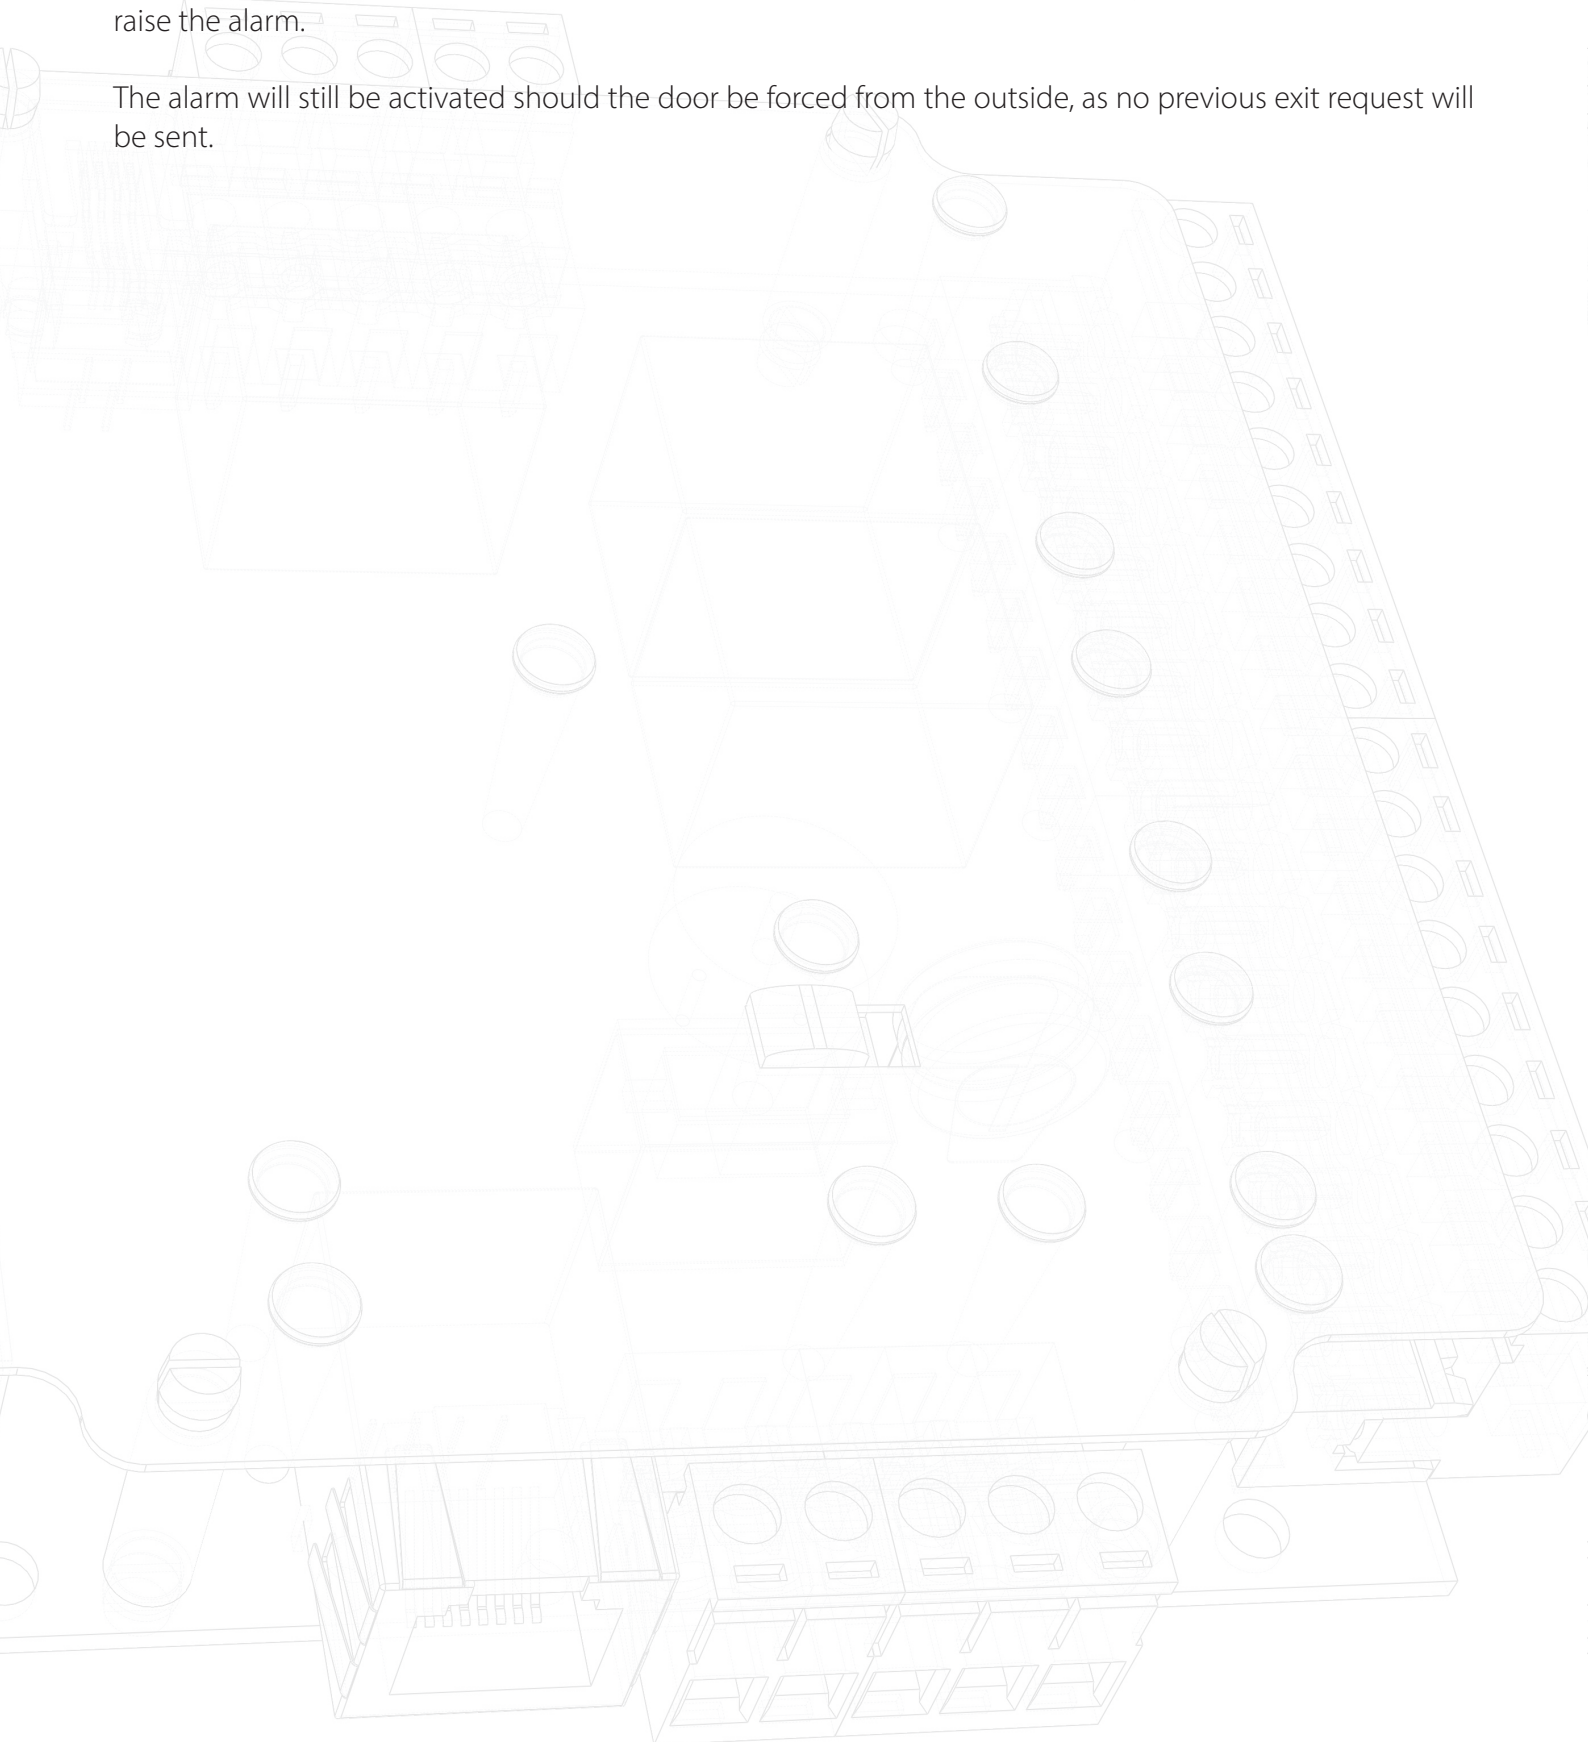 raise the alarm.
The alarm will still be activated should the door be forced from the outside, as no previous exit request will
be sent.